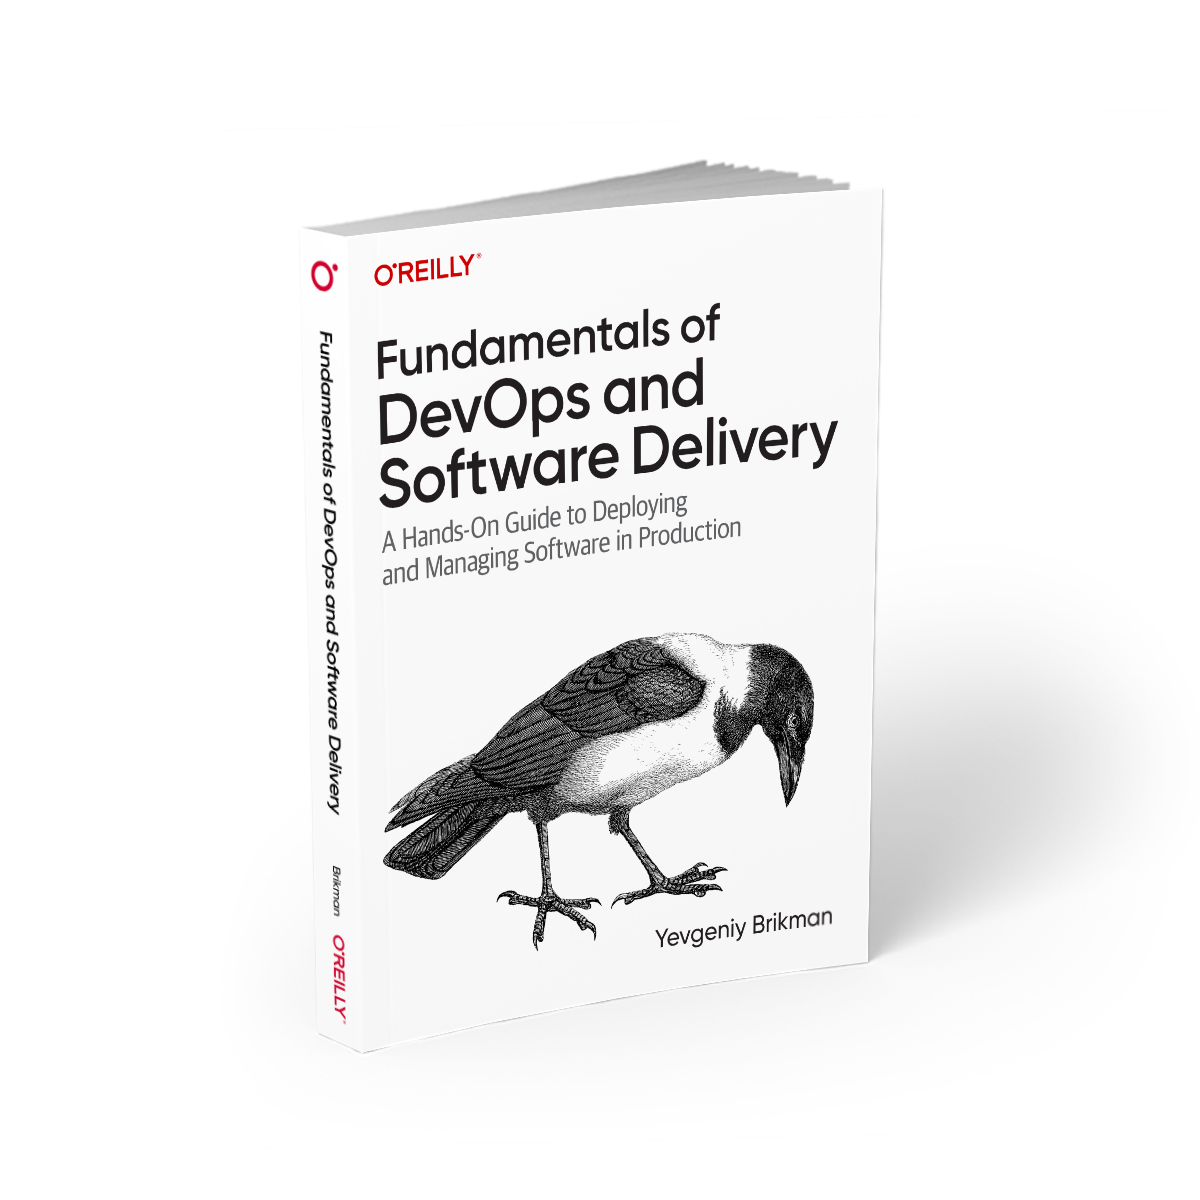 O'REILLY®
Fundamentals of
DevOps and
Software Delivery
A Hands-On Guide to Deploying
and Managing Software in Production
Yevgeniy Brikman
Fundamentals of DevOps and Software Delivery
Brikman
O'REILLY®